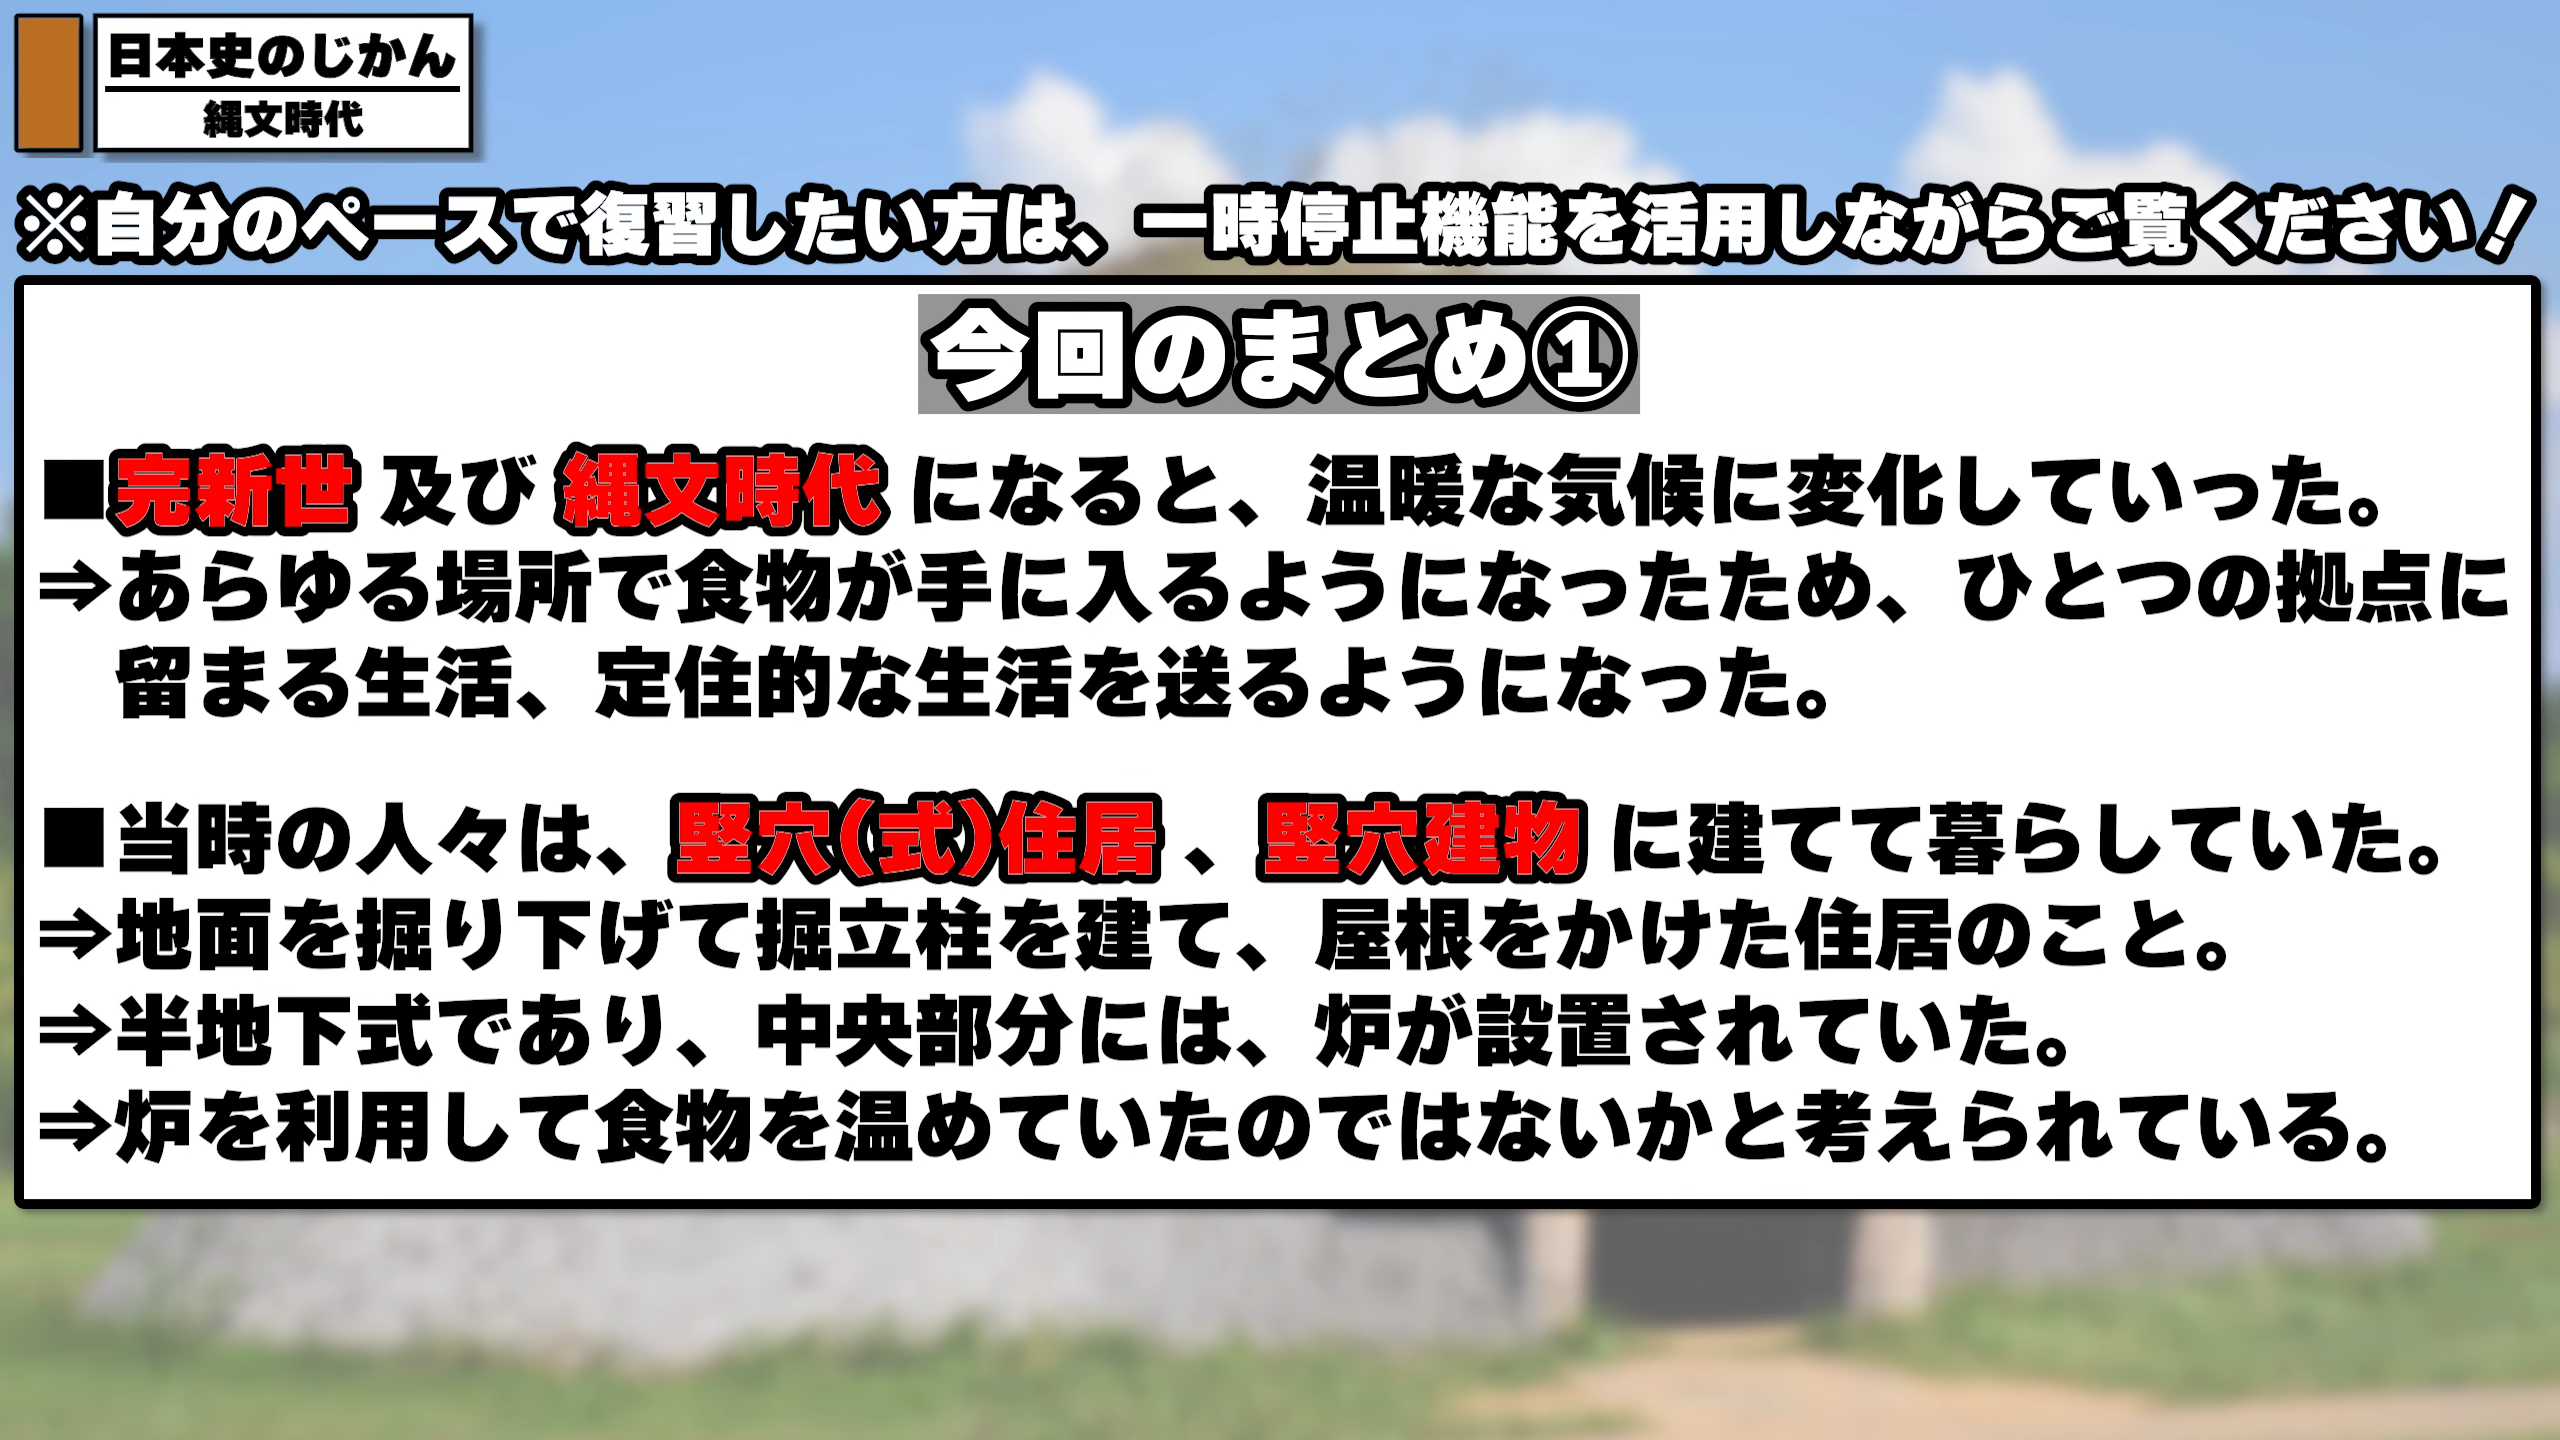 日本史のじかん
縄文時代
※自分のペースで復習したい方は、一時停止機能を活用しながらご覧ください！
今回のまとめ①
■完新世 及び 縄文時代 になると、温暖な気候に変化していった。
⇒あらゆる場所で食物が手に入るようになったため、ひとつの拠点に
留まる生活、定住的な生活を送るようになった。
■当時の人々は、竪穴(式)住居 、竪穴建物 に建てて暮らしていた。
⇒地面を掘り下げて掘立柱を建て、屋根をかけた住居のこと。
⇒半地下式であり、中央部分には、炉が設置されていた。
⇒炉を利用して食物を温めていたのではないかと考えられている。